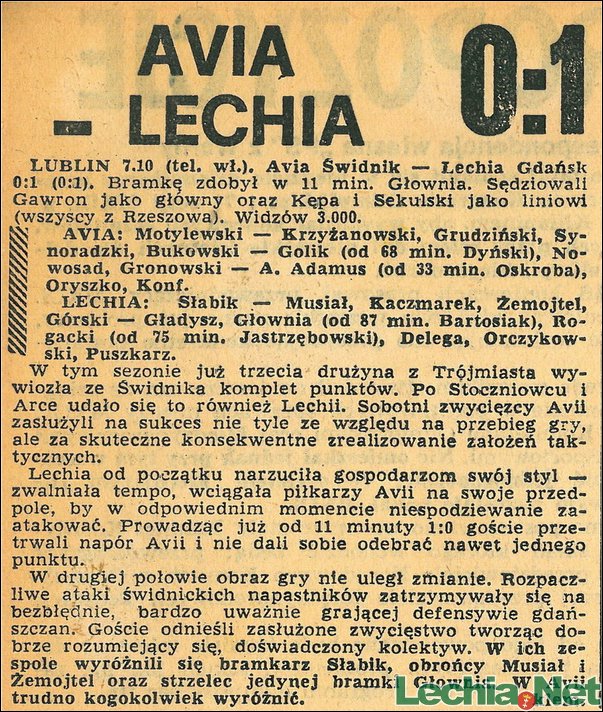 AVIA
– LECHIA
0:1
LUBLIN 7.10 (tel. wł.). Avia Świdnik — Lechia Gdańsk
0:1 (0:1). Bramkę zdobył w 11 min. Głownia. Sędziowali
Gawron jako główny oraz Kępa i Sekulski jako liniowi
(wszyscy z Rzeszowa). Widzów 3.000.
AVIA: Motylewski — Krzyżanowski, Grudziński, Sy-
noradzki, Bukowski — Golik (od 68 min. Dyński), No-
wosad, Gronowski — A. Adamus (od 33 min. Oskroba),
Oryszko, Konf.
LECHIA: Słabik — Musiał, Kaczmarek, Żemojtel,
Górski — Gładysz, Głownia (od 87 min. Bartosiak), Ro-
gacki (od 75 min. Jastrzębowski), Delega, Orczykow-
ski, Puszkarz.
W tym sezonie już trzecia drużyna z Trójmiasta wy-
wiozła ze Świdnika komplet punktów. Po Stoczniowcu i
Arce udało się to również Lechii. Sobotni zwycięzcy Avii
zasłużyli na sukces nie tyle ze względu na przebieg gry,
ale za skuteczne konsekwentne zrealizowanie założeń tak-
tycznych.
Lechia od początku narzuciła gospodarzom swój styl —
zwalniała tempo, wciągała piłkarzy Avii na swoje przed-
pole, by w odpowiednim momencie niespodziewanie za-
atakować. Prowadząc już od 11 minuty 1:0 goście prze-
trwali napór Avii i nie dali sobie odebrać nawet jednego
punktu.
W drugiej połowie obraz gry nie uległ zmianie. Rozpacz-
liwe ataki świdnickich napastników zatrzymywały się na
bezbłędnie, bardzo uważnie grającej defensywie gdań-
szczan. Goście odnieśli zasłużone zwycięstwo tworząc do-
brze rozumiejący się, doświadczony kolektyw. W ich ze-
spole wyróżnili się bramkarz Słabik, obrońcy Musiał i
Żemojtel oraz strzelec jedynej bramki Głownia. W Avii
trudno kogokolwiek wyróżnić.
Lechia.Net